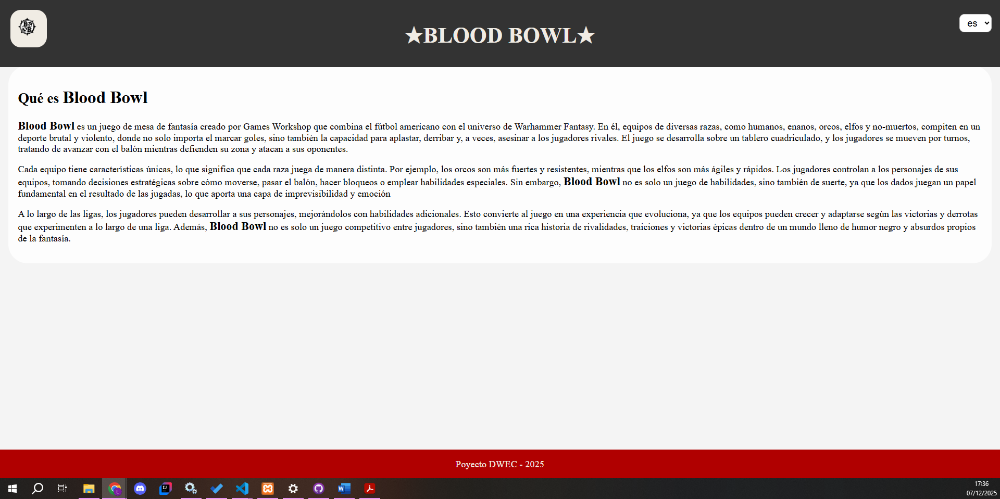 ★BLOOD BOWL★
es
Qué es Blood Bowl
Blood Bowl es un juego de mesa de fantasía creado por Games Workshop que combina el fútbol americano con el universo de Warhammer Fantasy. En él, equipos de diversas razas, como humanos, enanos, orcos, elfos y no-muertos, compiten en un
deporte brutal y violento, donde no solo importa el marcar goles, sino también la capacidad para aplastar, derribar y, a veces, asesinar a los jugadores rivales. El juego se desarrolla sobre un tablero cuadriculado, y los jugadores se mueven por turnos,
tratando de avanzar con el balón mientras defienden su zona y atacan a sus oponentes.
Cada equipo tiene características únicas, lo que significa que cada raza juega de manera distinta. Por ejemplo, los orcos son más fuertes y resistentes, mientras que los elfos son más ágiles y rápidos. Los jugadores controlan a los personajes de sus
equipos, tomando decisiones estratégicas sobre cómo moverse, pasar el balón, hacer bloqueos o emplear habilidades especiales. Sin embargo, Blood Bowl no es solo un juego de habilidades, sino también de suerte, ya que los dados juegan un papel
fundamental en el resultado de las jugadas, lo que aporta una capa de imprevisibilidad y emoción
A lo largo de las ligas, los jugadores pueden desarrollar a sus personajes, mejorándolos con habilidades adicionales. Esto convierte al juego en una experiencia que evoluciona, ya que los equipos pueden crecer y adaptarse según las victorias y derrotas
que experimenten a lo largo de una liga. Además, Blood Bowl no es solo un juego competitivo entre jugadores, sino también una rica historia de rivalidades, traiciones y victorias épicas dentro de un mundo lleno de humor negro y absurdos propios
de la fantasía.
Poyecto DWEC - 2025
17:36
07/12/2025